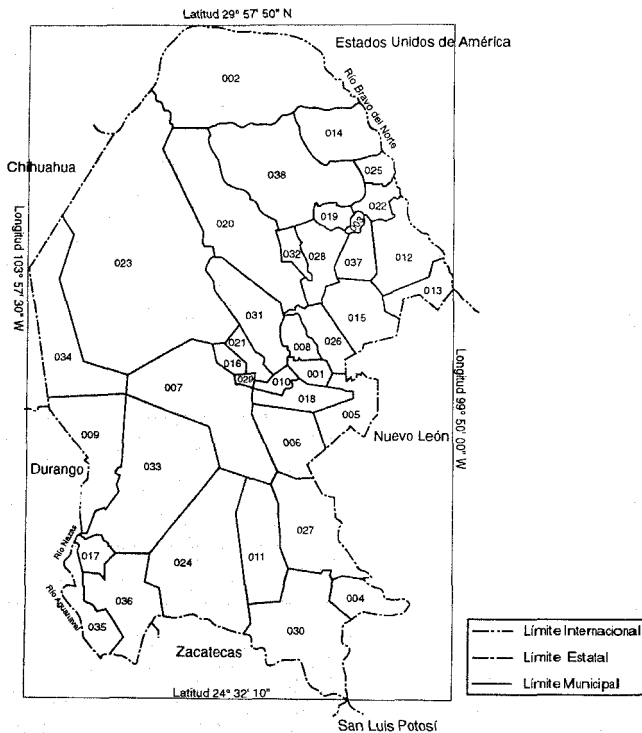 Latitud 29° 57' 50" N
Estados Unidos de América
Río Bravo del Norte
002
014
Chihuahua
025
038
022
019
003
020
012
032
028
037
Longitud 103° 57' 30" W
023
013
031
015
021
008
026
034
016
Longitud 99° 50' 00" W
007
029
010
001
018
005
009
006
Nuevo León
Durango
033
027
Río Nazas
017
024
011
004
Río Aguanaval
036
035
030
Zacatecas
Límite Internacional
Límite Estatal
Límite Municipal
Latitud 24° 32' 10"
San Luis Potosí